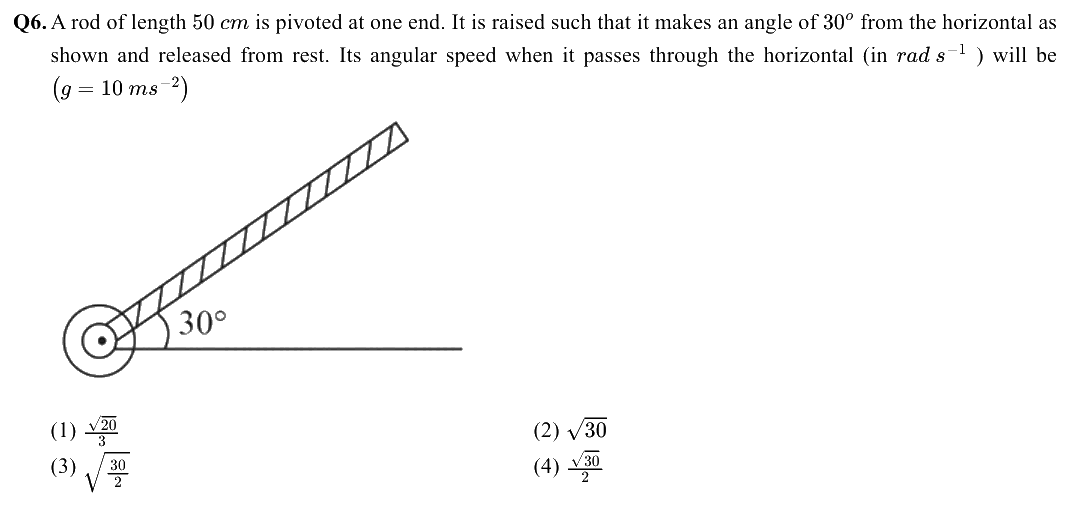 Q6. A rod of length 50 cm is pivoted at one end. It is raised such that it makes an angle of 30° from the horizontal as
shown and released from rest. Its angular speed when it passes through the horizontal (in rad s⁻¹ ) will be
(g = 10 ms⁻²)
30°
(1) √20/3 (2) √30
(3) √(30/2) (4) √30/2